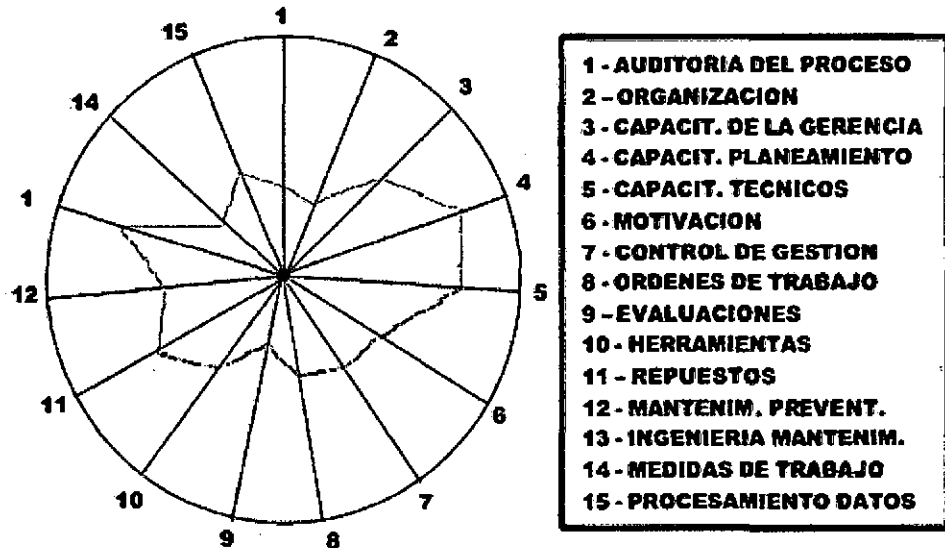 1
2
3
4
5
6
7
8
9
10
11
12
1
14
15
1 - AUDITORIA DEL PROCESO
2 - ORGANIZACION
3 - CAPACIT. DE LA GERENCIA
4 - CAPACIT. PLANEAMIENTO
5 - CAPACIT. TECNICOS
6 - MOTIVACION
7 - CONTROL DE GESTION
8 - ORDENES DE TRABAJO
9 - EVALUACIONES
10 - HERRAMIENTAS
11 - REPUESTOS
12 - MANTENIM. PREVENT.
13 - INGENIERIA MANTENIM.
14 - MEDIDAS DE TRABAJO
15 - PROCESAMIENTO DATOS